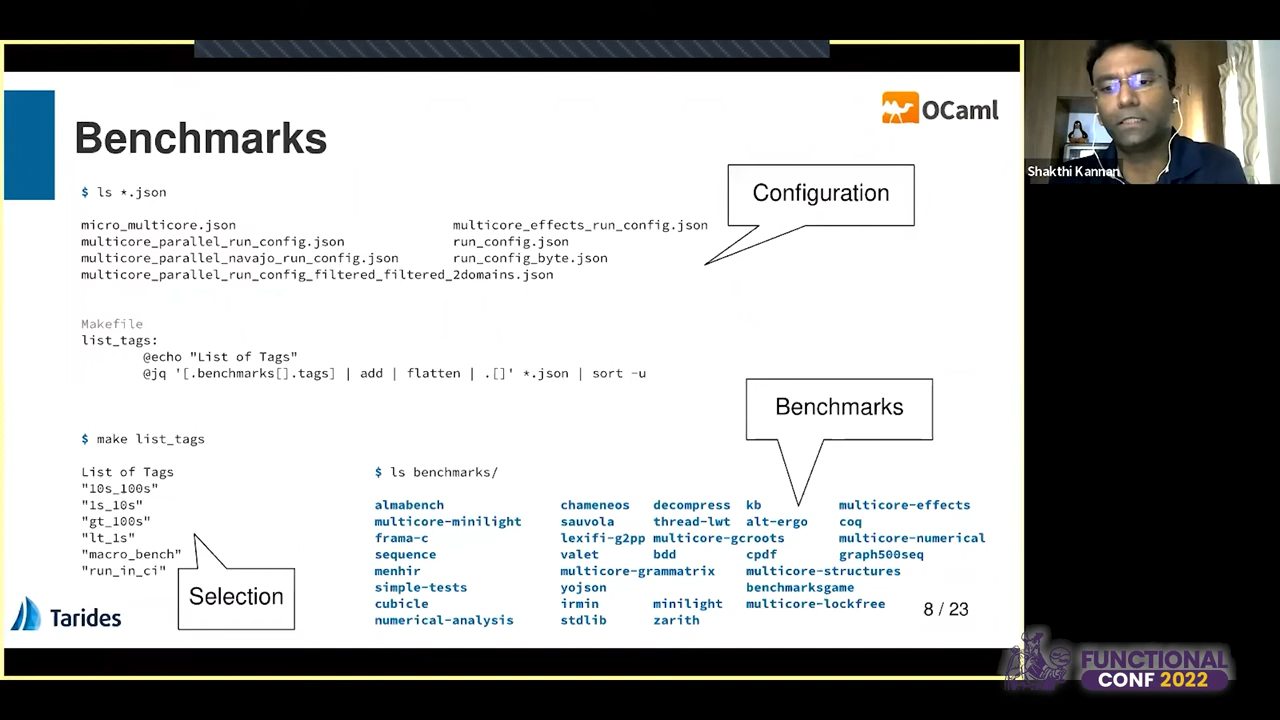 Benchmarks
OCaml
Shakthi Kannan
$ ls *.json
Configuration
micro_multicore.json multicore_effects_run_config.json
multicore_parallel_run_config.json run_config.json
multicore_parallel_navajo_run_config.json run_config_byte.json
multicore_parallel_run_config_filtered_filtered_2domains.json
Makefile
list_tags:
@echo "List of Tags"
@jq '[.benchmarks[].tags] | add | flatten | .[]' *.json | sort -u
Benchmarks
$ make list_tags
List of Tags
"10s_100s"
"1s_10s"
"gt_100s"
"lt_1s"
"macro_bench"
"run_in_ci"
Selection
$ ls benchmarks/
almabench chameneos decompress kb multicore-effects
multicore-minilight sauvola thread-lwt alt-ergo coq
frama-c lexifi-g2pp multicore-gcroots multicore-numerical
sequence valet bdd cpdf graph500seq
menhir multicore-grammatrix multicore-structures
simple-tests yojson benchmarksgame
cubicle irmin minilight multicore-lockfree
numerical-analysis stdlib zarith
Tarides
8 / 23
FUNCTIONAL
CONF 2022